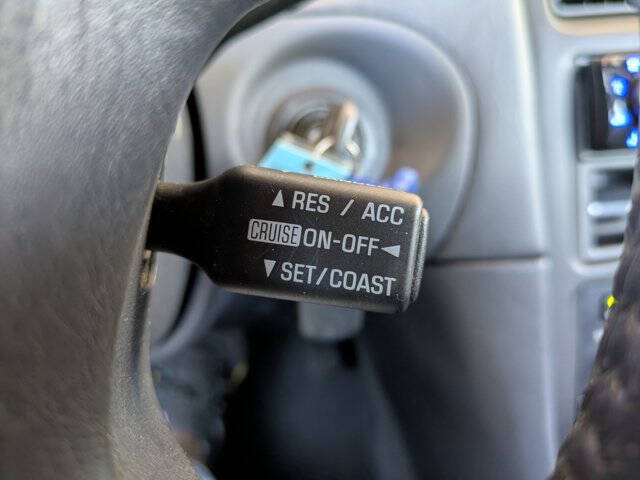 ▲ RES / ACC
CRUISE ON-OFF ◄
▼ SET/COAST